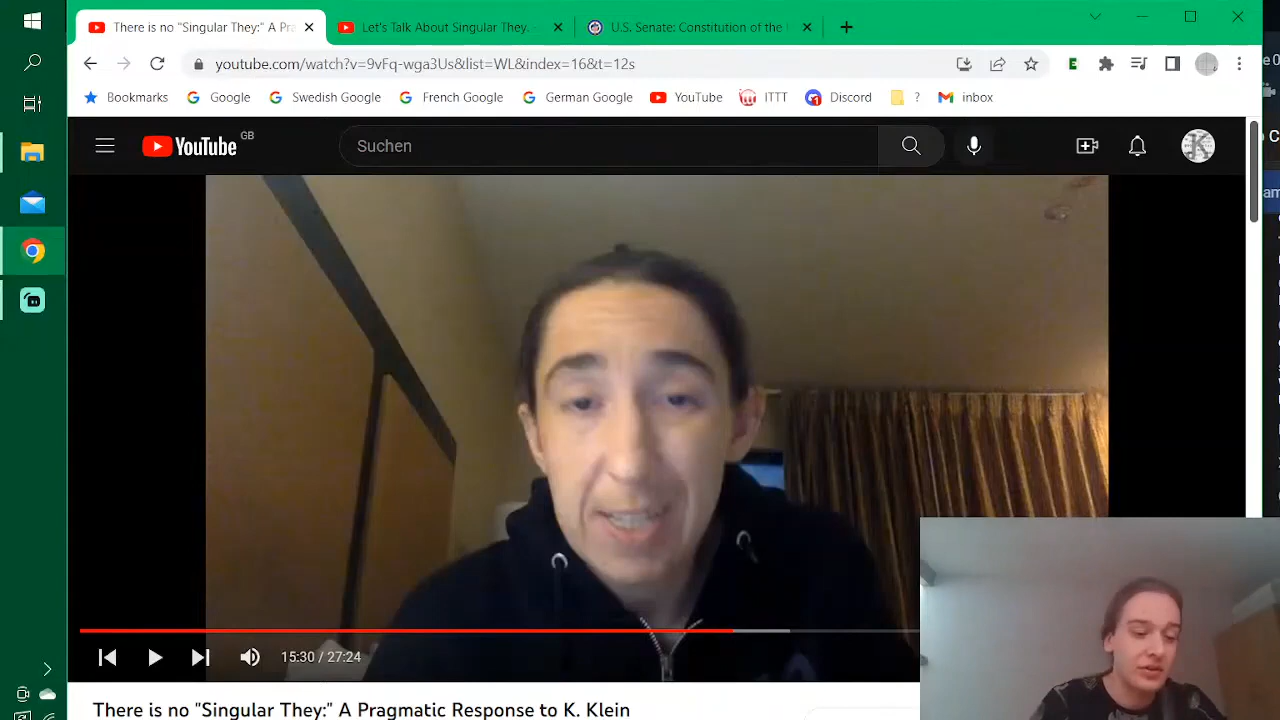 There is no "Singular They:" A Pra
Let's Talk About Singular They.
U.S. Senate: Constitution of the
youtube.com/watch?v=9vFq-wga3Us&list=WL&index=16&t=12s
Bookmarks
Google
Swedish Google
French Google
German Google
YouTube
ITTT
Discord
?
inbox
YouTube
GB
Suchen
K
15:30 / 27:24
There is no "Singular They:" A Pragmatic Response to K. Klein